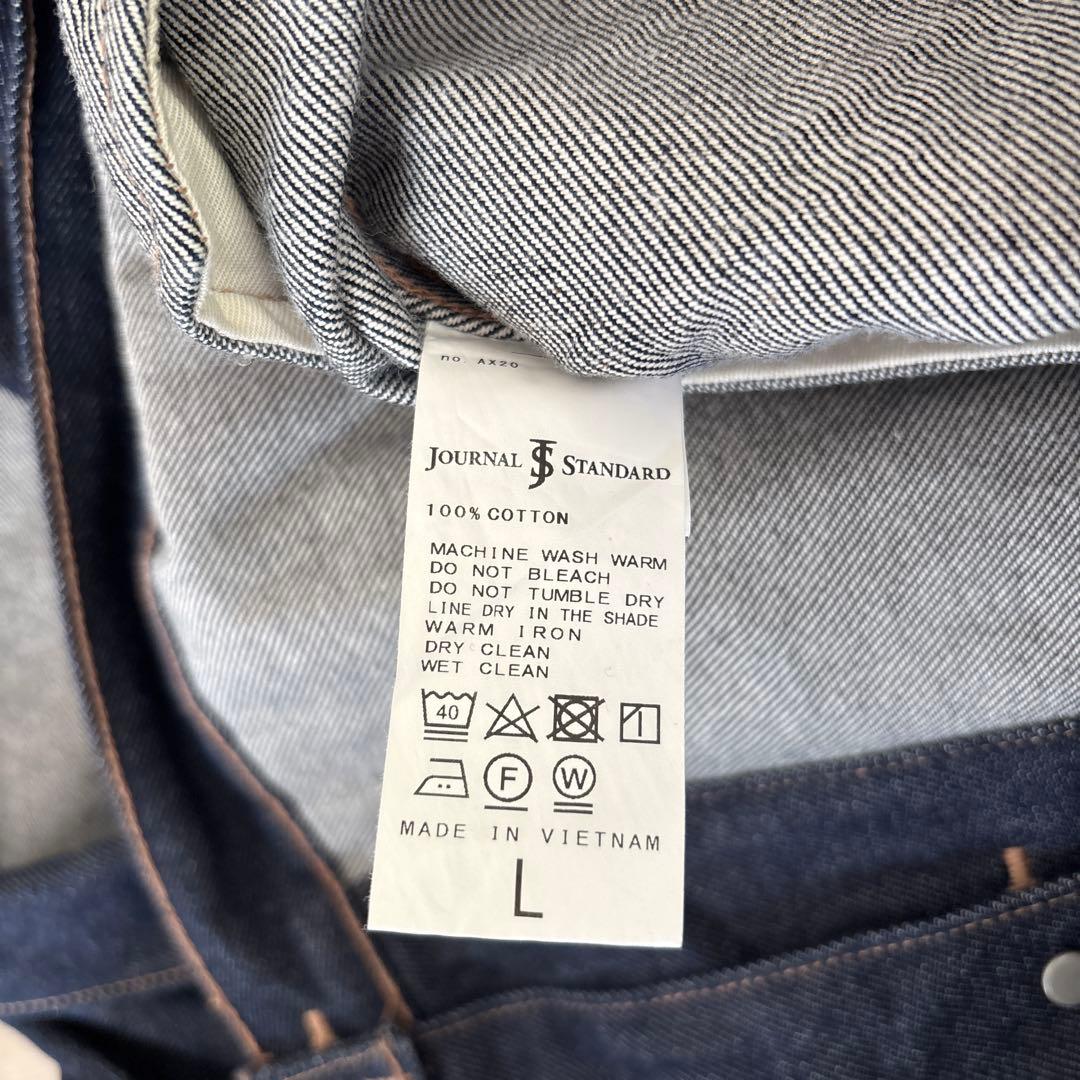 no. AX20
JOURNAL JS STANDARD
100% COTTON
MACHINE WASH WARM
DO NOT BLEACH
DO NOT TUMBLE DRY
LINE DRY IN THE SHADE
WARM IRON
DRY CLEAN
WET CLEAN
40
F W
MADE IN VIETNAM
L